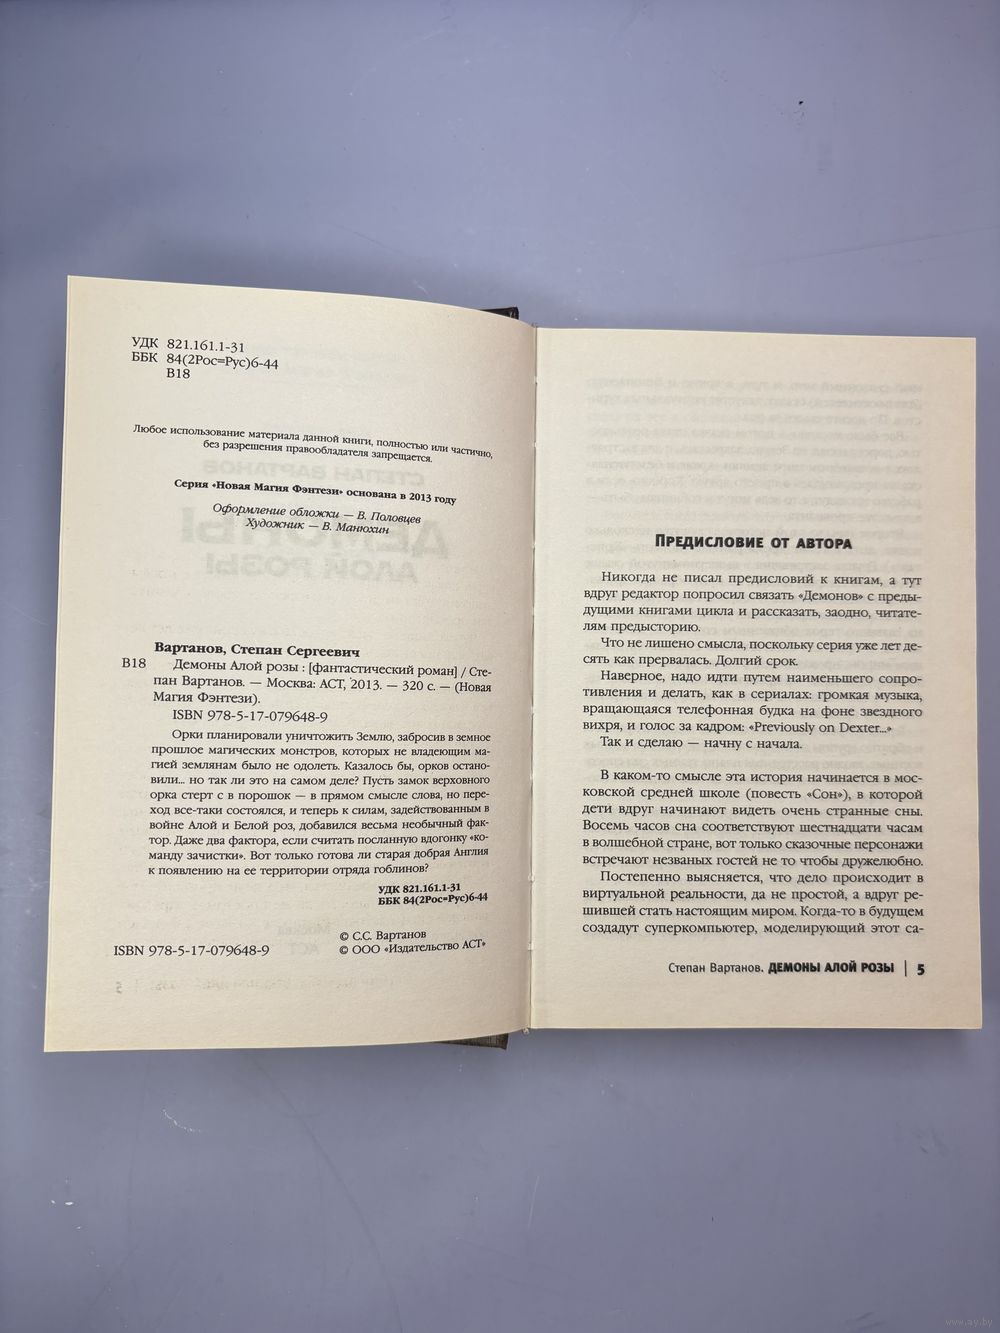 УДК 821.161.1-31
ББК 84(2Рос=Рус)6-44
В18
Любое использование материала данной книги, полностью или частично,
без разрешения правообладателя запрещается.
Серия «Новая Магия Фэнтези» основана в 2013 году
Оформление обложки — В. Половцев
Художник — В. Манюхин
Вартанов, Степан Сергеевич
В18 Демоны Алой розы : [фантастический роман] / Сте-
пан Вартанов. — Москва: АСТ, 2013. — 320 с. — (Новая
Магия Фэнтези).
ISBN 978-5-17-079648-9
Орки планировали уничтожить Землю, забросив в земное
прошлое магических монстров, которых не владеющим ма-
гией землянам было не одолеть. Казалось бы, орков остано-
вили... но так ли это на самом деле? Пусть замок верховного
орка стерт с в порошок — в прямом смысле слова, но пере-
ход все-таки состоялся, и теперь к силам, задействованным в
войне Алой и Белой роз, добавился весьма необычный фак-
тор. Даже два фактора, если считать посланную вдогонку «ко-
манду зачистки». Вот только готова ли старая добрая Англия
к появлению на ее территории отряда гоблинов?
УДК 821.161.1-31
ББК 84(2Рос=Рус)6-44
© С.С. Вартанов
ISBN 978-5-17-079648-9 © ООО «Издательство АСТ»
Предисловие от автора
Никогда не писал предисловий к книгам, а тут
вдруг редактор попросил связать «Демонов» с преды-
дущими книгами цикла и рассказать, заодно, читате-
лям предысторию.
Что не лишено смысла, поскольку серия уже лет де-
сять как прервалась. Долгий срок.
Наверное, надо идти путем наименьшего сопро-
тивления и делать, как в сериалах: громкая музыка,
вращающаяся телефонная будка на фоне звездного
вихря, и голос за кадром: «Previously on Dexter...»
Так и сделаю — начну с начала.
В каком-то смысле эта история начинается в мос-
ковской средней школе (повесть «Сон»), в которой
дети вдруг начинают видеть очень странные сны.
Восемь часов сна соответствуют шестнадцати часам
в волшебной стране, вот только сказочные персонажи
встречают незваных гостей не то чтобы дружелюбно.
Постепенно выясняется, что дело происходит в
виртуальной реальности, да не простой, а вдруг ре-
шившей стать настоящим миром. Когда-то в будущем
создадут суперкомпьютер, моделирующий этот са-
Степан Вартанов. ДЕМОНЫ АЛОЙ РОЗЫ | 5
www.ay.by